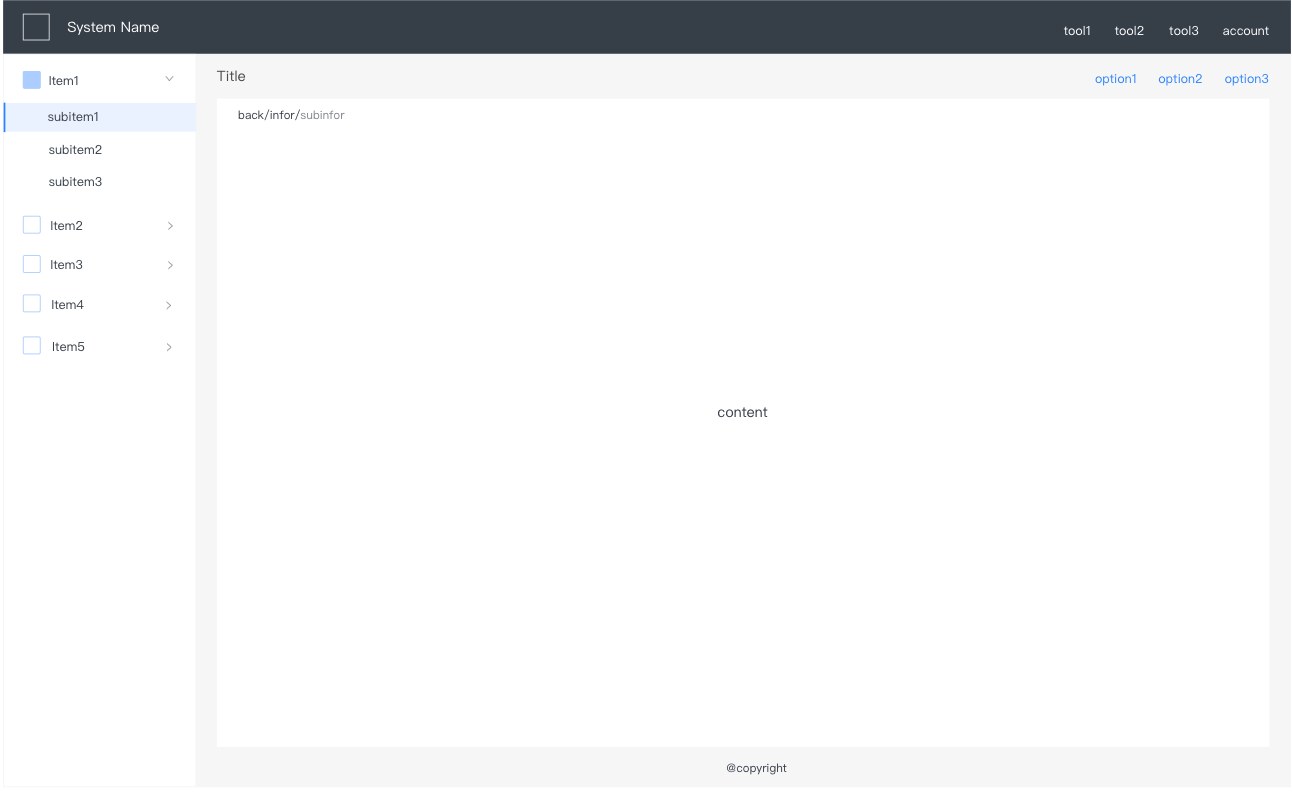 System Name
tool1 tool2 tool3 account
Item1
subitem1
subitem2
subitem3
Item2
Item3
Item4
Item5
Title
option1 option2 option3
back/infor/subinfor
content
@copyright